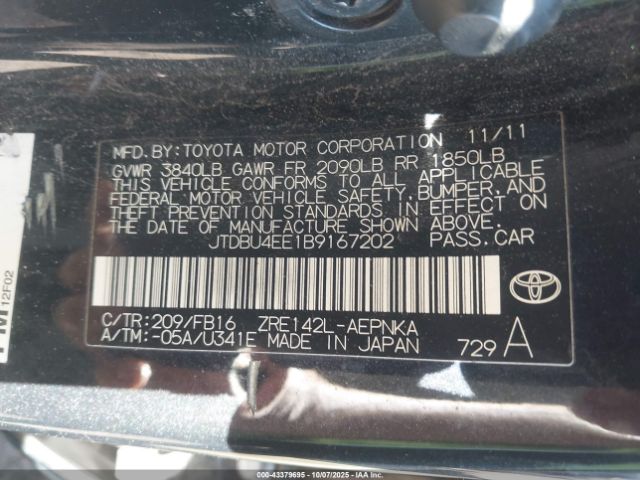 MFD.BY:TOYOTA MOTOR CORPORATION 11/11
GVWR 3840LB GAWR FR 2090LB RR 1850LB
THIS VEHICLE CONFORMS TO ALL APPLICABLE
FEDERAL MOTOR VEHICLE SAFETY,BUMPER,AND
THEFT PREVENTION STANDARDS IN EFFECT ON
THE DATE OF MANUFACTURE SHOWN ABOVE.
JTDBU4EE1B9167202 PASS.CAR
C/TR:209/FB16 ZRE142L-AEPNKA
A/TM:-05A/U341E MADE IN JAPAN 729 A
12F02
000-43379695 - 10/07/2025 - IAAI.CA